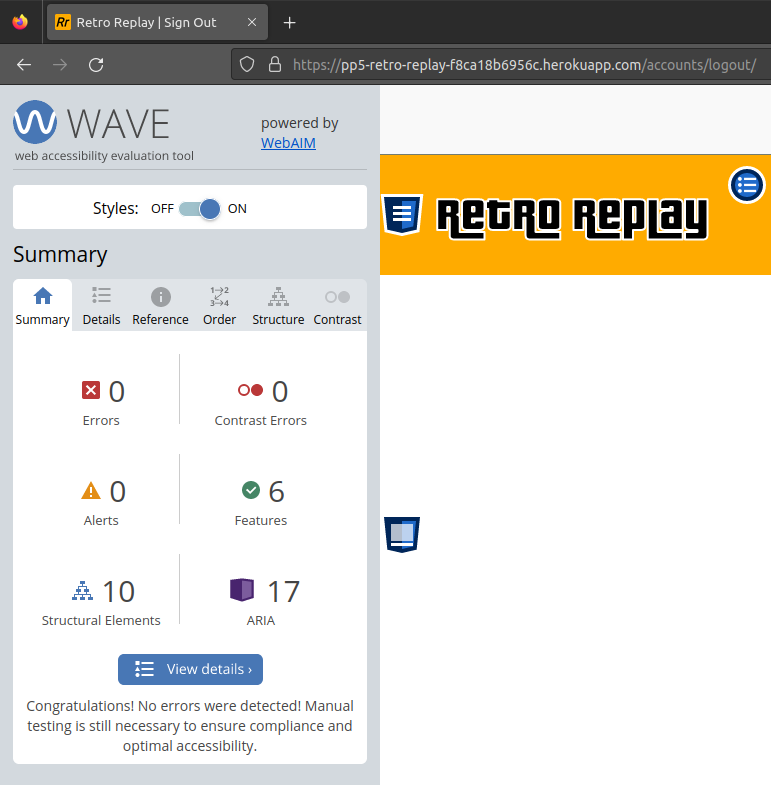 Rr Retro Replay | Sign Out
https://pp5-retro-replay-f8ca18b6956c.herokuapp.com/accounts/logout/
WAVE
web accessibility evaluation tool
powered by
WebAIM
Styles: OFF ON
Summary
Summary Details Reference Order Structure Contrast
0 0
Errors Contrast Errors
0 6
Alerts Features
10 17
Structural Elements ARIA
View details ›
Congratulations! No errors were detected! Manual
testing is still necessary to ensure compliance and
optimal accessibility.
Retro Replay